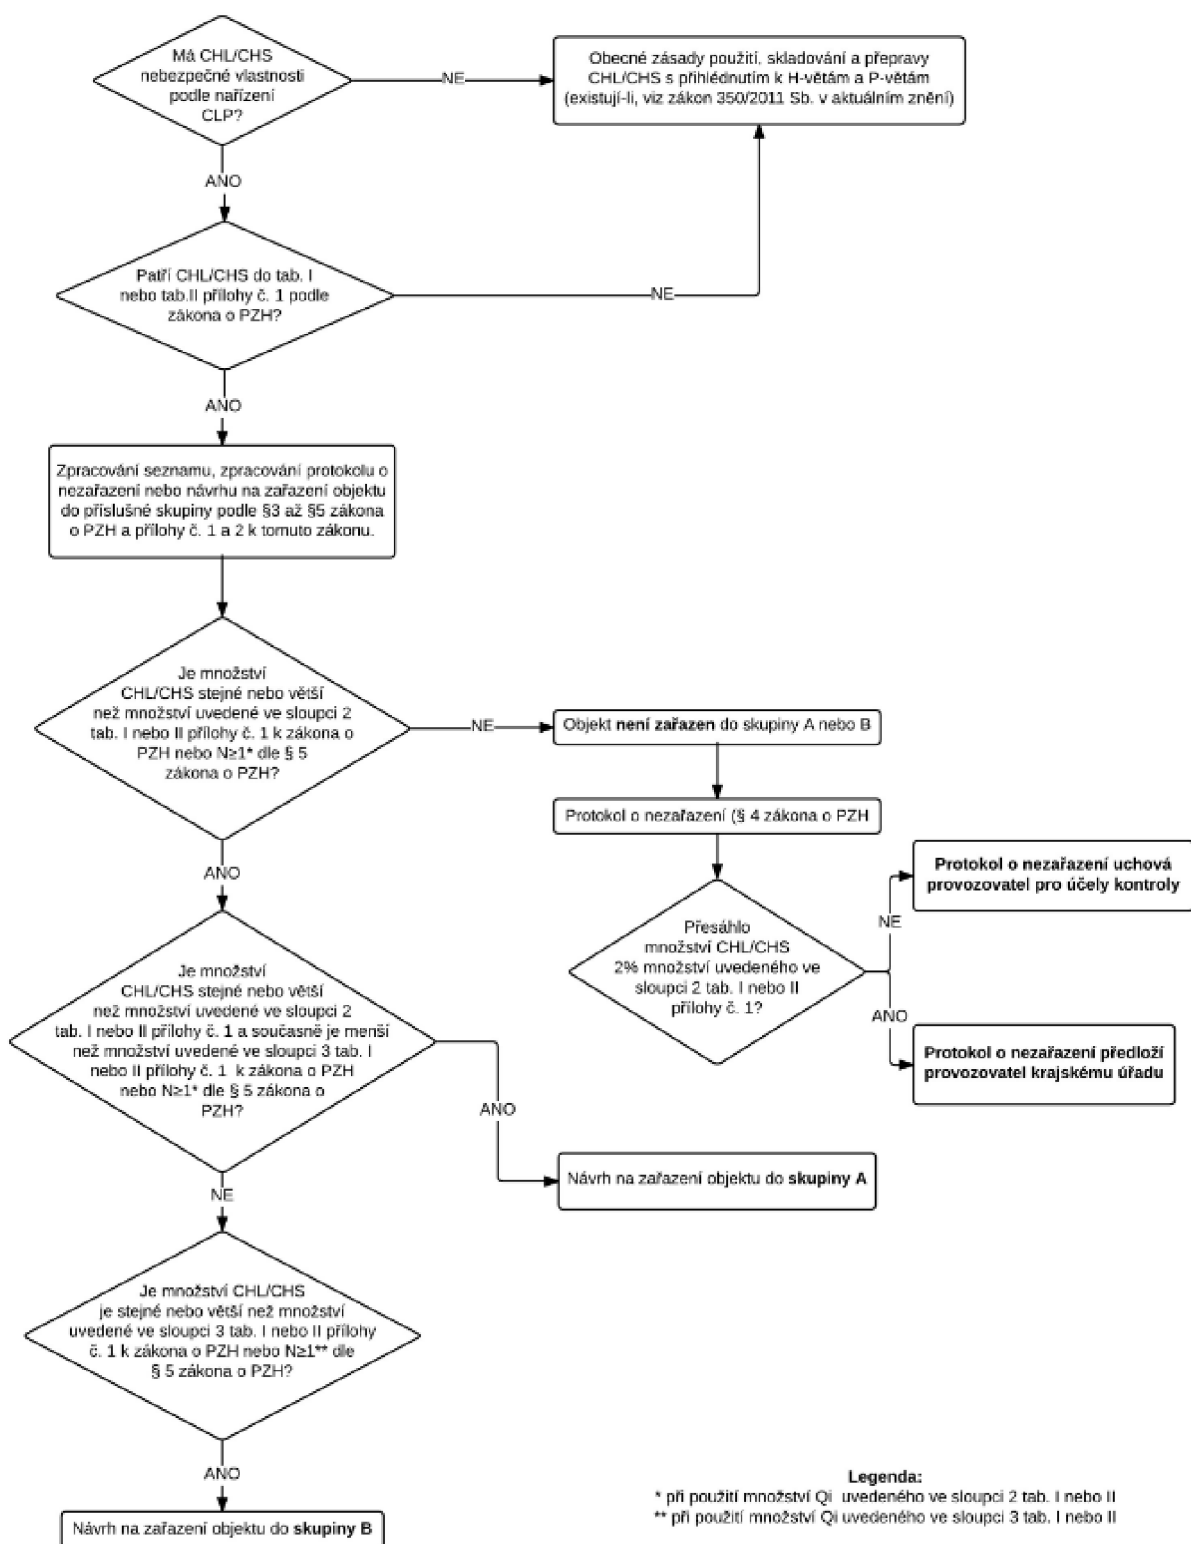 Má CHL/CHS
nebezpečné vlastnosti
podle nařízení
CLP?
NE
Obecné zásady použití, skladování a přepravy
CHL/CHS s přihlédnutím k H-větám a P-větám
(existují-li, viz zákon 350/2011 Sb. v aktuálním znění)
ANO
Patří CHL/CHS do tab. I
nebo tab.II přílohy č. 1 podle
zákona o PZH?
NE
ANO
Zpracování seznamu, zpracování protokolu o
nezařazení nebo návrhu na zařazení objektu
do příslušné skupiny podle §3 až §5 zákona
o PZH a přílohy č. 1 a 2 k tomuto zákonu.
Je množství
CHL/CHS stejné nebo větší
než množství uvedené ve sloupci 2
tab. I nebo II přílohy č. 1 k zákona o
PZH nebo N≥1* dle § 5
zákona o PZH?
NE
Objekt není zařazen do skupiny A nebo B
Protokol o nezařazení (§ 4 zákona o PZH
ANO
Přesáhlo
množství CHL/CHS
2% množství uvedeného ve
sloupci 2 tab. I nebo II
přílohy č. 1?
NE
Protokol o nezařazení uchová
provozovatel pro účely kontroly
ANO
Protokol o nezařazení předloží
provozovatel krajskému úřadu
Je množství
CHL/CHS stejné nebo větší
než množství uvedené ve sloupci 2
tab. I nebo II přílohy č. 1 a současně je menší
než množství uvedené ve sloupci 3 tab. I
nebo II přílohy č. 1 k zákona o PZH
nebo N≥1* dle § 5 zákona o
PZH?
ANO
Návrh na zařazení objektu do skupiny A
NE
Je množství CHL/CHS
je stejné nebo větší než množství
uvedené ve sloupci 3 tab. I nebo II přílohy
č. 1 k zákona o PZH nebo N≥1** dle
§ 5 zákona o PZH?
ANO
Návrh na zařazení objektu do skupiny B
Legenda:
* při použití množství Qi uvedeného ve sloupci 2 tab. I nebo II
** při použití množství Qi uvedeného ve sloupci 3 tab. I nebo II